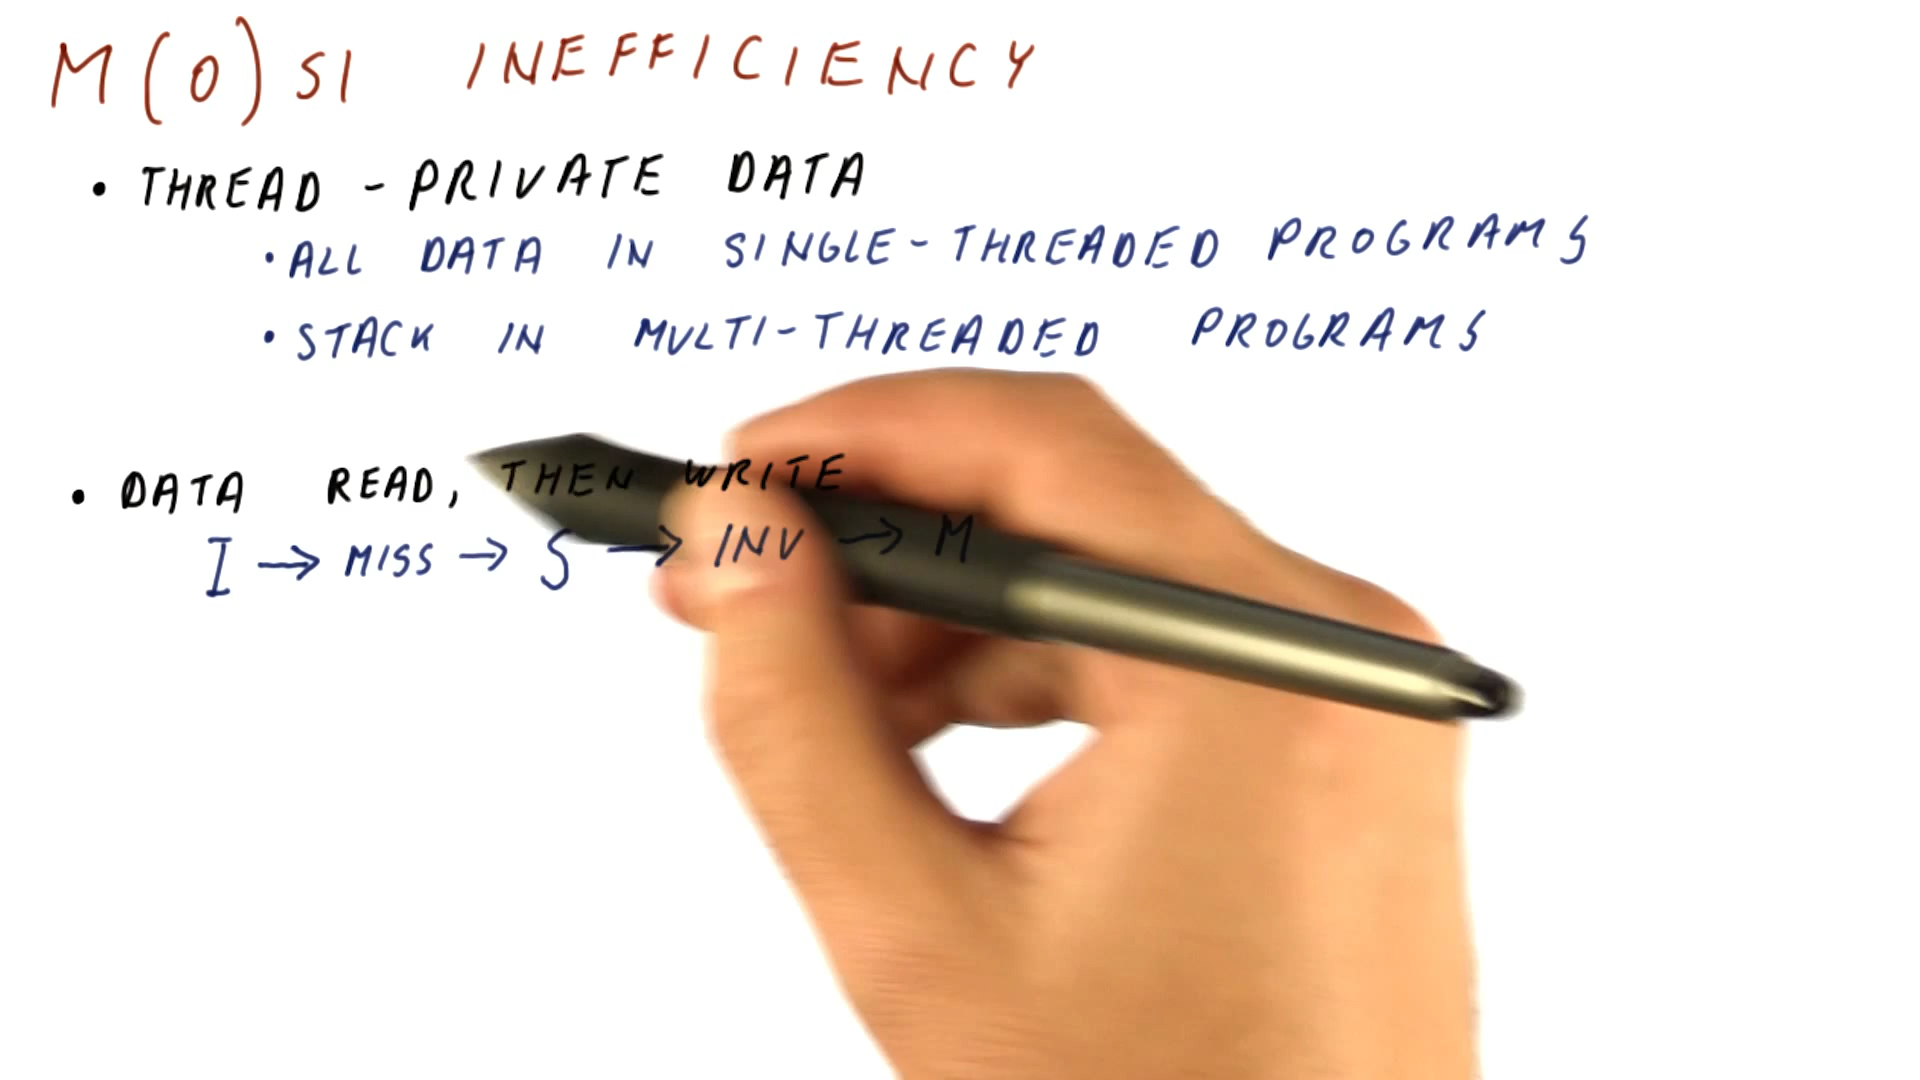 M(O)SI INEFFICIENCY
• THREAD - PRIVATE DATA
• ALL DATA IN SINGLE-THREADED PROGRAMS
• STACK IN MULTI-THREADED PROGRAMS
• DATA READ, THEN WRITE
I → MISS → S → INV → M